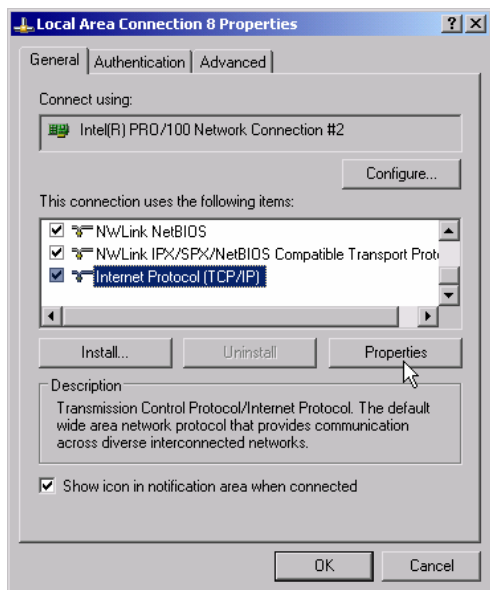 Local Area Connection 8 Properties
General Authentication Advanced
Connect using:
Intel(R) PRO/100 Network Connection #2
Configure...
This connection uses the following items:
NWLink NetBIOS
NWLink IPX/SPX/NetBIOS Compatible Transport Prot
Internet Protocol (TCP/IP)
Install... Uninstall Properties
Description
Transmission Control Protocol/Internet Protocol. The default
wide area network protocol that provides communication
across diverse interconnected networks.
Show icon in notification area when connected
OK Cancel